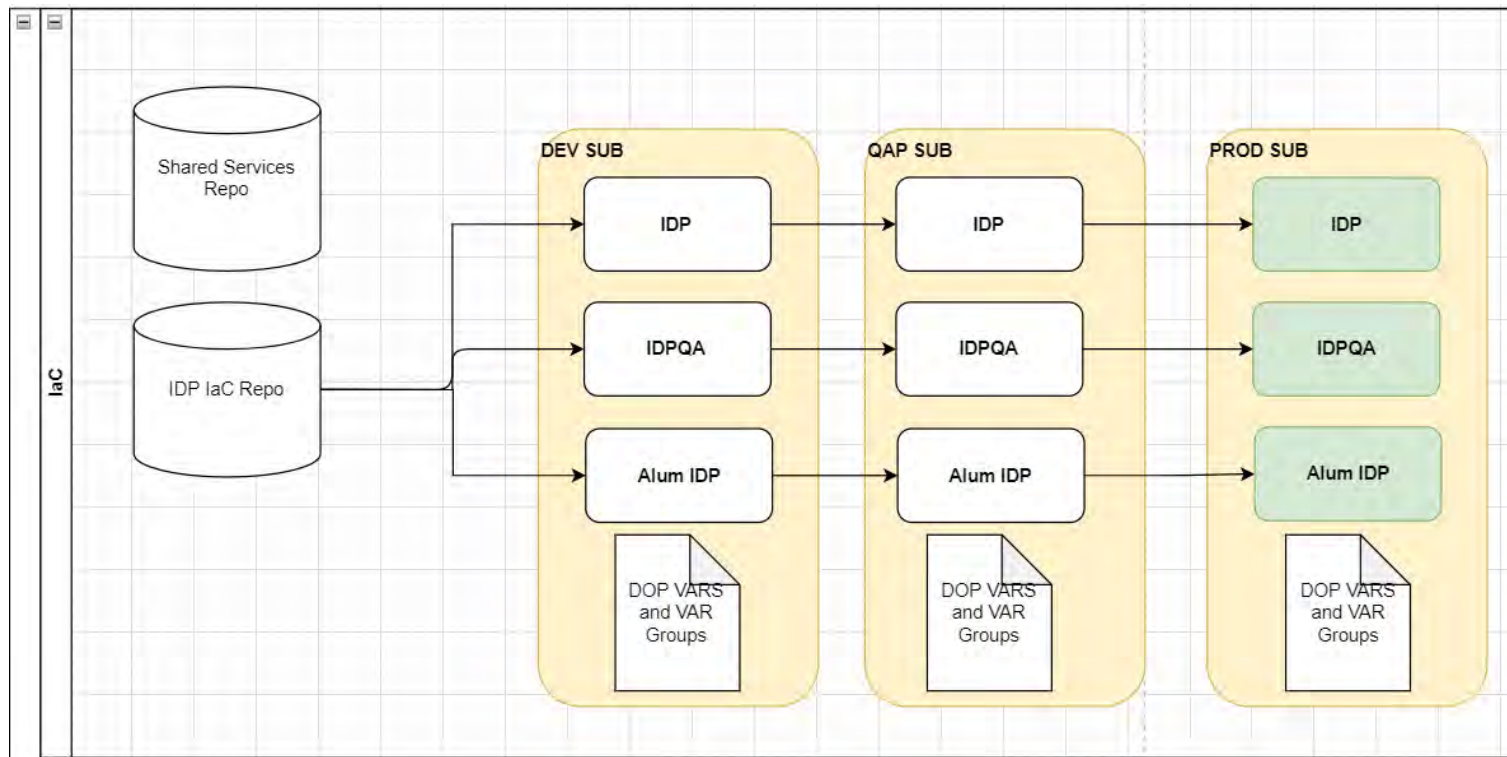 IaC
Shared Services
Repo
IDP IaC Repo
DEV SUB
IDP
IDPQA
Alum IDP
DOP VARS
and VAR
Groups
QAP SUB
IDP
IDPQA
Alum IDP
DOP VARS
and VAR
Groups
PROD SUB
IDP
IDPQA
Alum IDP
DOP VARS
and VAR
Groups